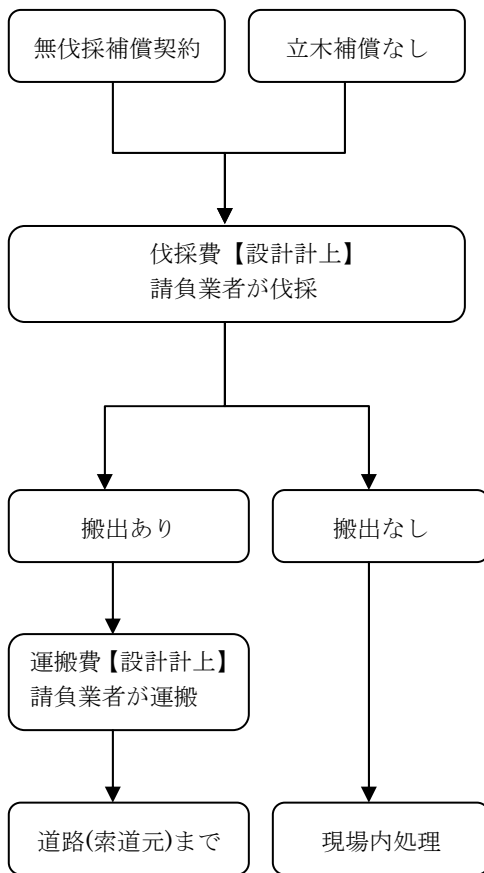 無伐採補償契約
立木補償なし
伐採費【設計計上】
請負業者が伐採
搬出あり
搬出なし
運搬費【設計計上】
請負業者が運搬
道路(索道元)まで
現場内処理